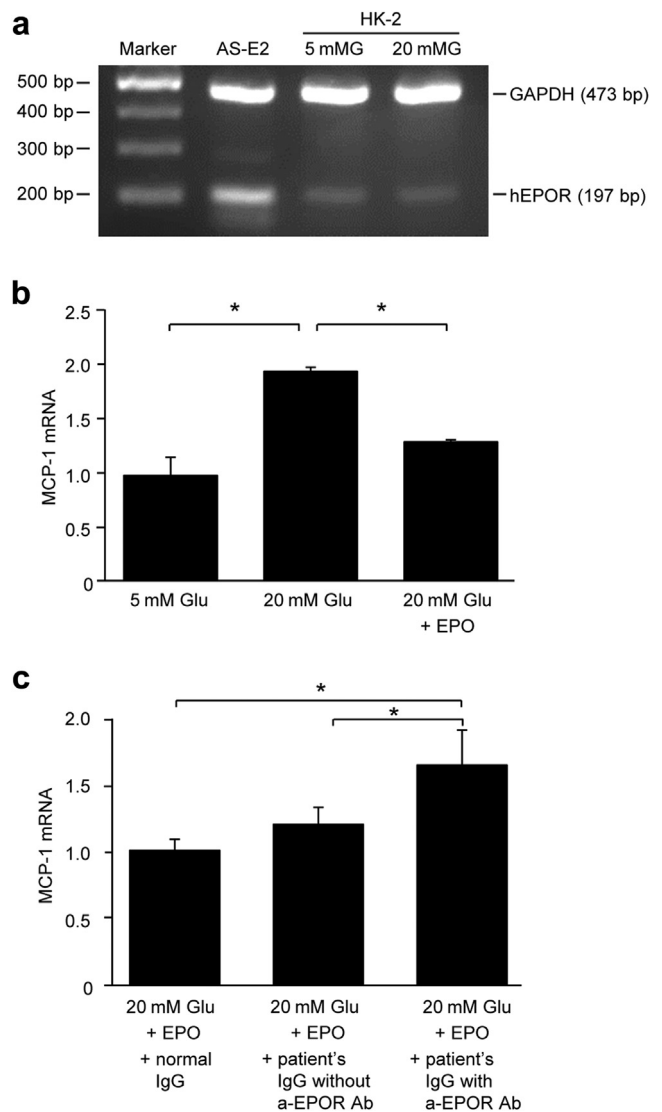 a
HK-2
Marker AS-E2 5 mMG 20 mMG
500 bp
GAPDH (473 bp)
400 bp
300 bp
200 bp
hEPOR (197 bp)
b
2.5
*
*
2.0
1.5
1.0
0.5
0
MCP-1 mRNA
5 mM Glu 20 mM Glu 20 mM Glu
+ EPO
c
*
*
2.0
1.5
1.0
0.5
0
MCP-1 mRNA
20 mM Glu 20 mM Glu 20 mM Glu
+ EPO + EPO + EPO
+ normal + patient's + patient's
IgG IgG without IgG with
a-EPOR Ab a-EPOR Ab